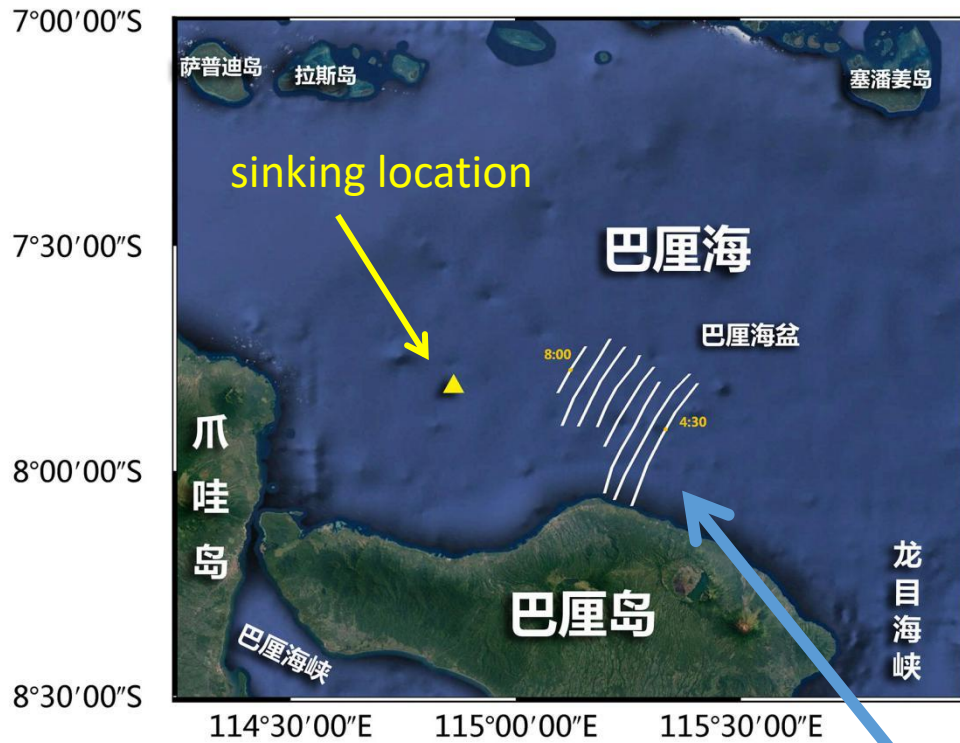 7°00′00″S
萨普迪岛
拉斯岛
塞潘姜岛
sinking location
7°30′00″S
巴厘海
巴厘海盆
8:00
4:30
爪哇岛
8°00′00″S
龙目海峡
巴厘岛
巴厘海峡
8°30′00″S
114°30′00″E
115°00′00″E
115°30′00″E